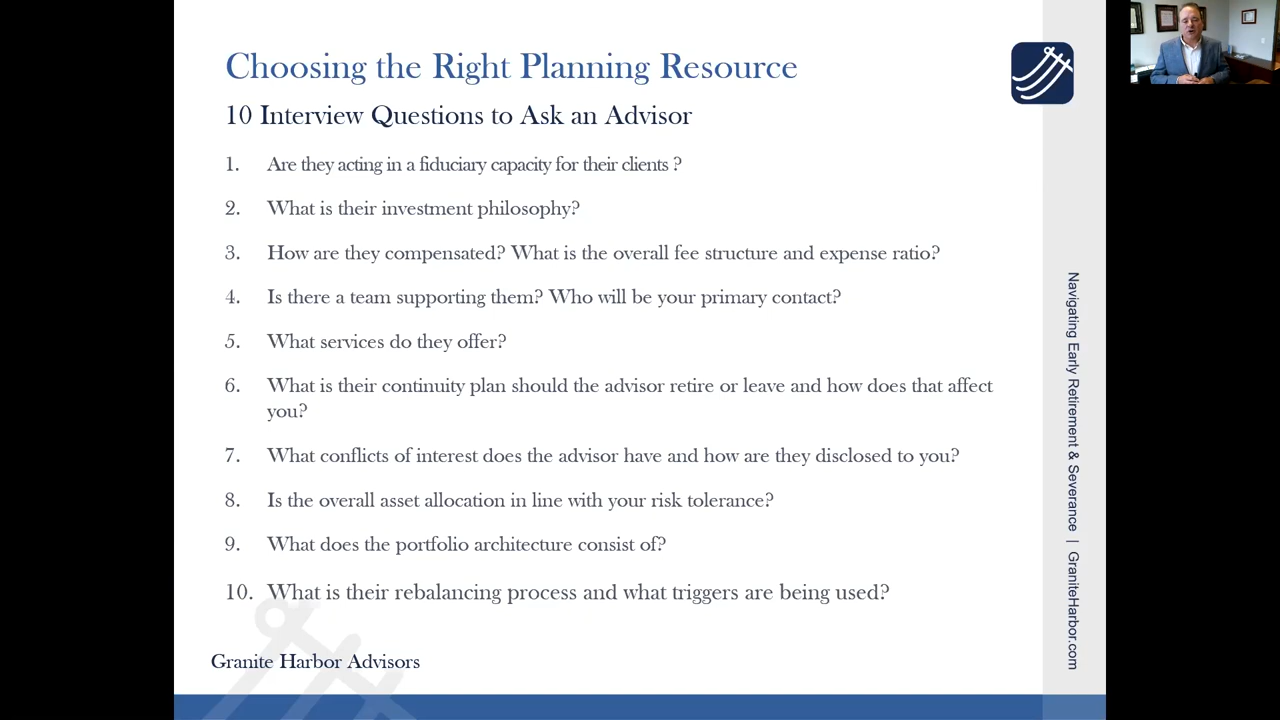 Choosing the Right Planning Resource
10 Interview Questions to Ask an Advisor
1. Are they acting in a fiduciary capacity for their clients ?
2. What is their investment philosophy?
3. How are they compensated? What is the overall fee structure and expense ratio?
4. Is there a team supporting them? Who will be your primary contact?
5. What services do they offer?
6. What is their continuity plan should the advisor retire or leave and how does that affect
you?
7. What conflicts of interest does the advisor have and how are they disclosed to you?
8. Is the overall asset allocation in line with your risk tolerance?
9. What does the portfolio architecture consist of?
10. What is their rebalancing process and what triggers are being used?
Granite Harbor Advisors
Navigating Early Retirement & Severance | GraniteHarbor.com